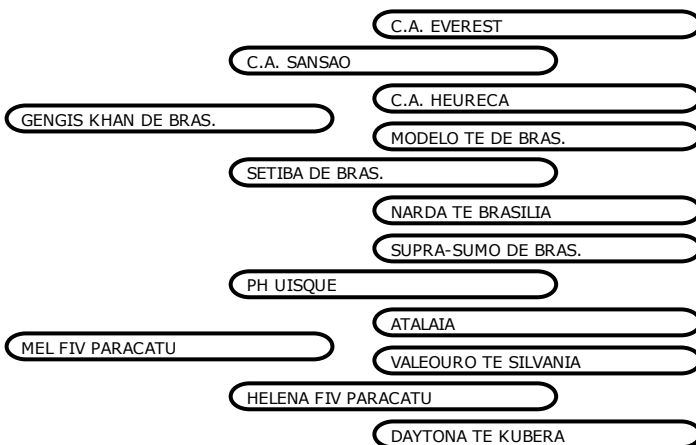 C.A. EVEREST
C.A. SANSAO
C.A. HEURECA
GENGIS KHAN DE BRAS.
MODELO TE DE BRAS.
SETIBA DE BRAS.
NARDA TE BRASILIA
SUPRA-SUMO DE BRAS.
PH UISQUE
ATALAIA
MEL FIV PARACATU
VALEOURO TE SILVANIA
HELENA FIV PARACATU
DAYTONA TE KUBERA